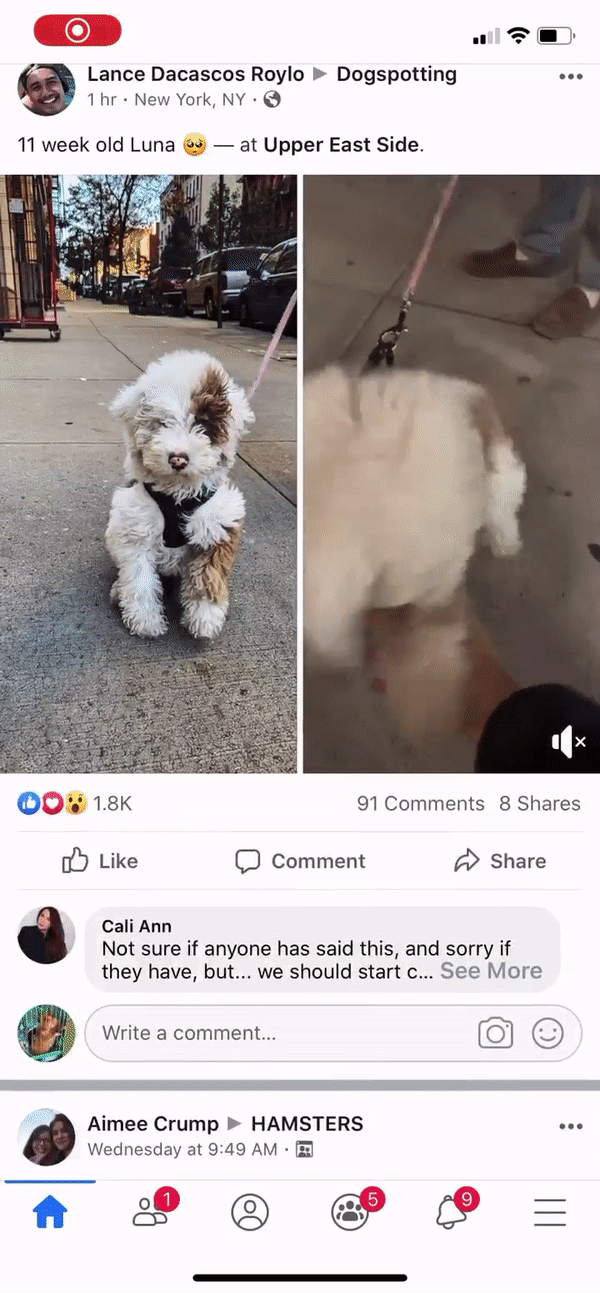 Lance Dacascos Roylo ▶ Dogspotting
1 hr · New York, NY ·
11 week old Luna 🥺 — at Upper East Side.
1.8K
91 Comments 8 Shares
Like
Comment
Share
Cali Ann
Not sure if anyone has said this, and sorry if
they have, but... we should start c... See More
Write a comment...
Aimee Crump ▶ HAMSTERS
Wednesday at 9:49 AM ·
1
5
9